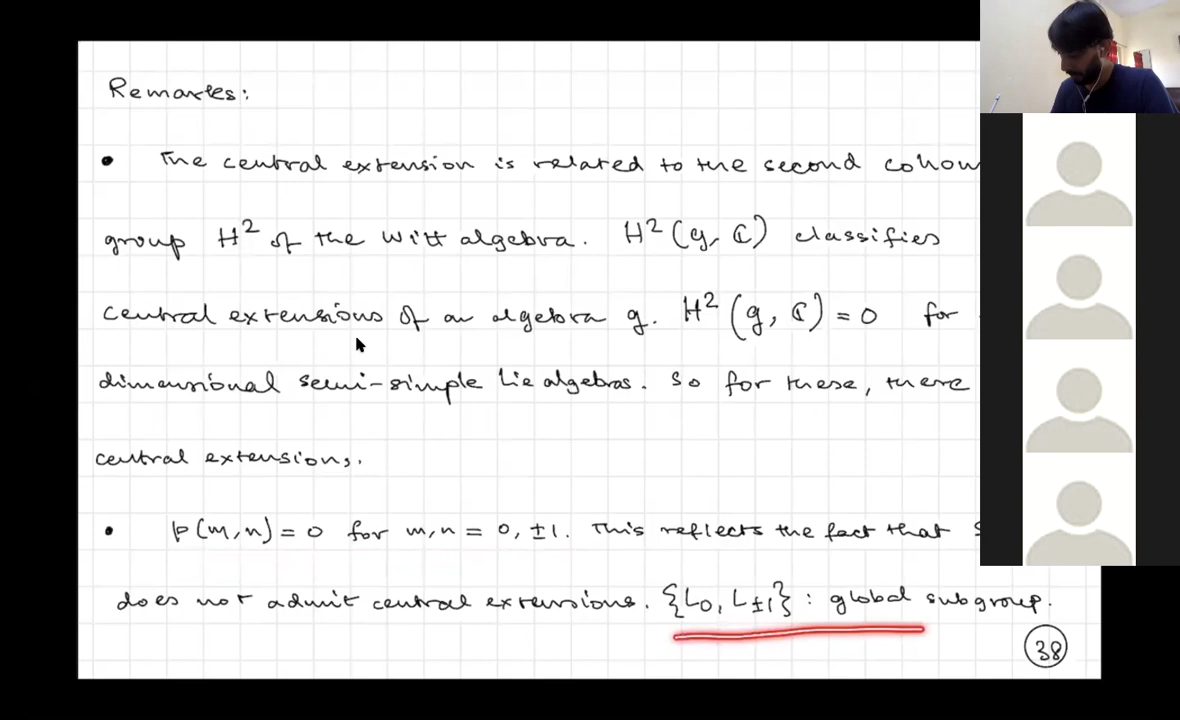 Remarks:
• The central extension is related to the second cohom
group H² of the Witt algebra. H²(g, ℂ) classifies
central extensions of an algebra g. H²(g, ℂ) = 0 for
dimensional semi-simple Lie algebras. So for these, there
central extensions.
• p(m,n) = 0 for m,n = 0, ±1. This reflects the fact that
does not admit central extensions. {L₀, L±₁} : global subgroup.
38